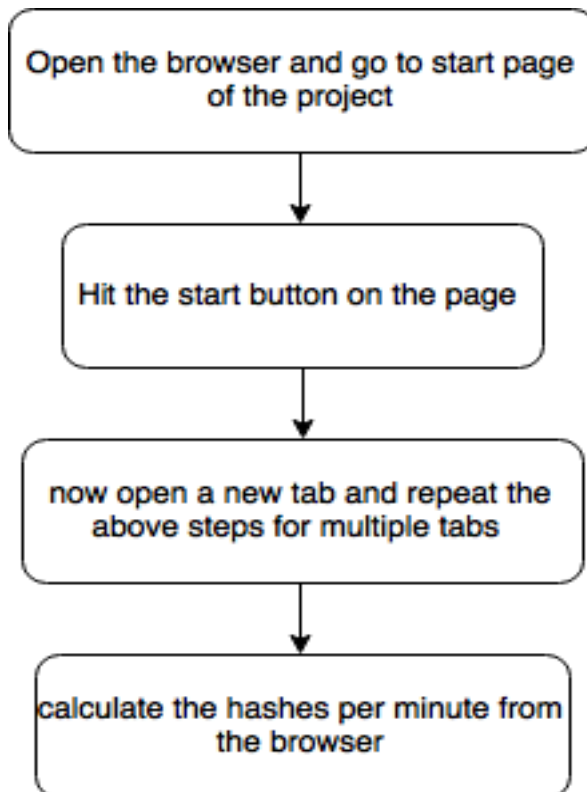 Open the browser and go to start page
of the project
Hit the start button on the page
now open a new tab and repeat the
above steps for multiple tabs
calculate the hashes per minute from
the browser